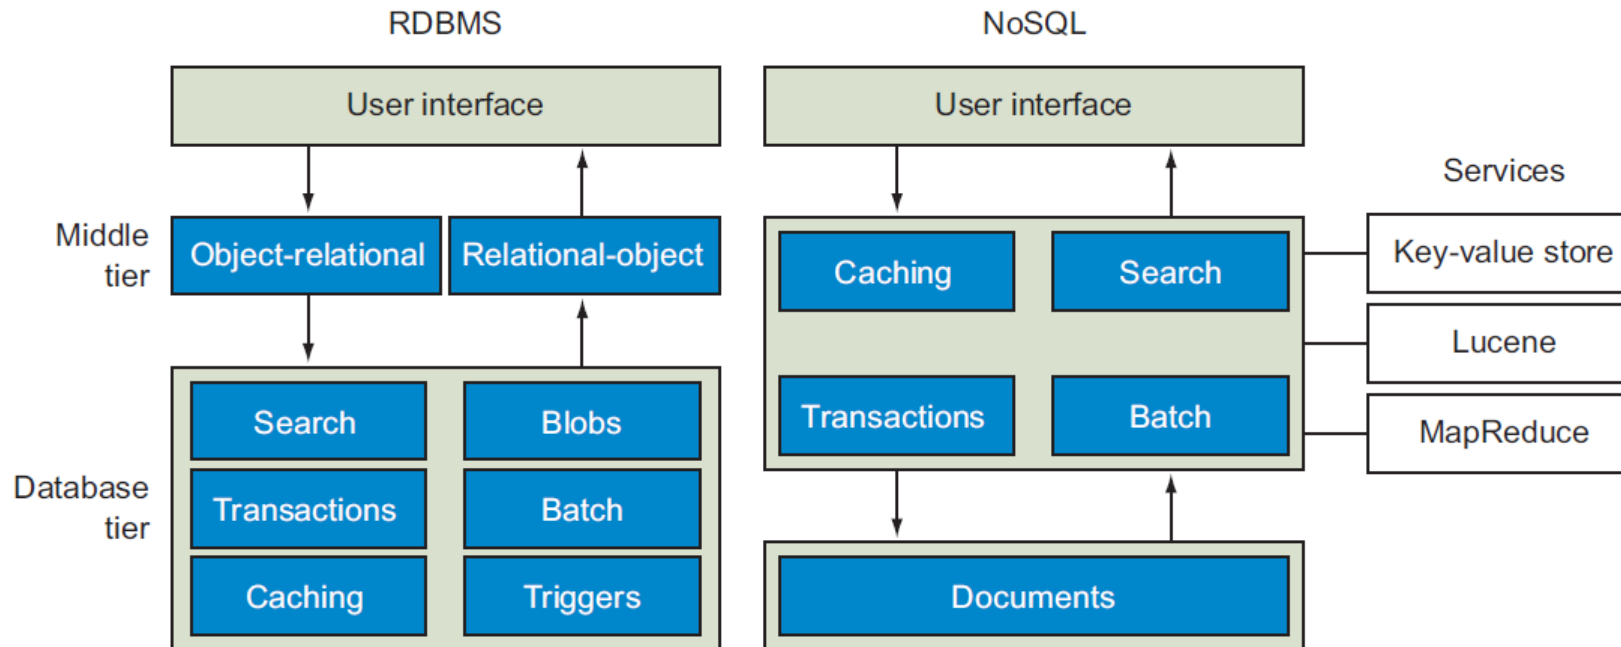 RDBMS
NoSQL
User interface
User interface
Services
Middle
tier
Object-relational
Relational-object
Caching
Search
Key-value store
Lucene
Search
Blobs
Transactions
Batch
MapReduce
Database
tier
Transactions
Batch
Caching
Triggers
Documents